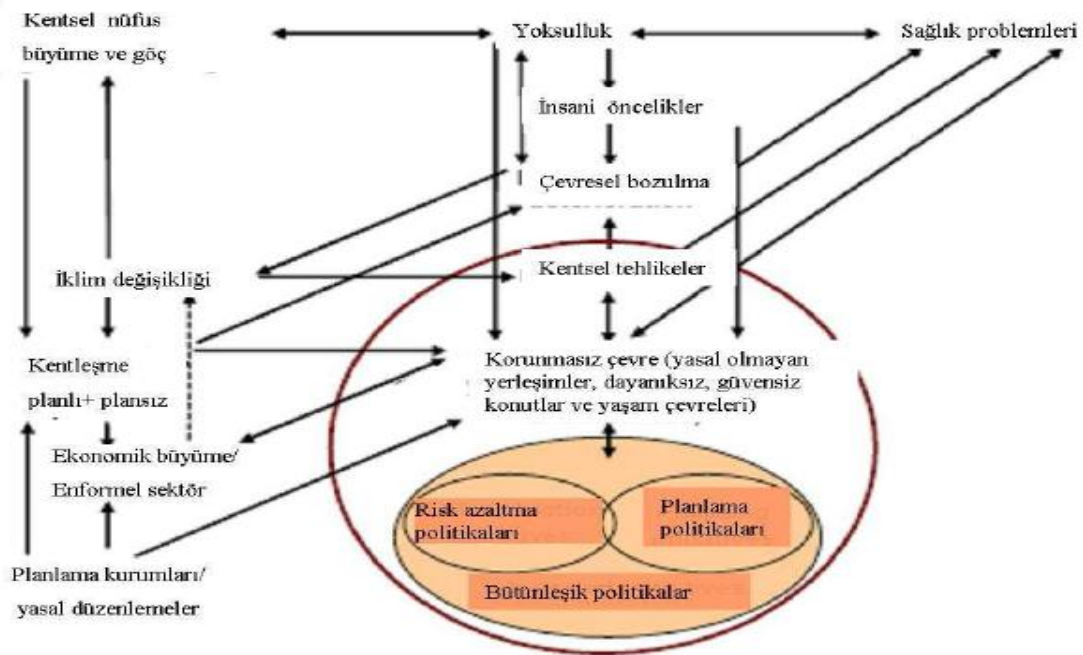 Kentsel nüfus
büyüme ve göç
Yoksulluk
Sağlık problemleri
İnsani öncelikler
Çevresel bozulma
İklim değişikliği
Kentsel tehlikeler
Kentleşme
planlı+ plansız
Korunmasız çevre (yasal olmayan
yerleşimler, dayanıksız, güvensiz
konutlar ve yaşam çevreleri)
Ekonomik büyüme/
Enformel sektör
Risk azaltma
politikaları
Planlama
politikaları
Planlama kurumları/
yasal düzenlemeler
Bütünleşik politikalar